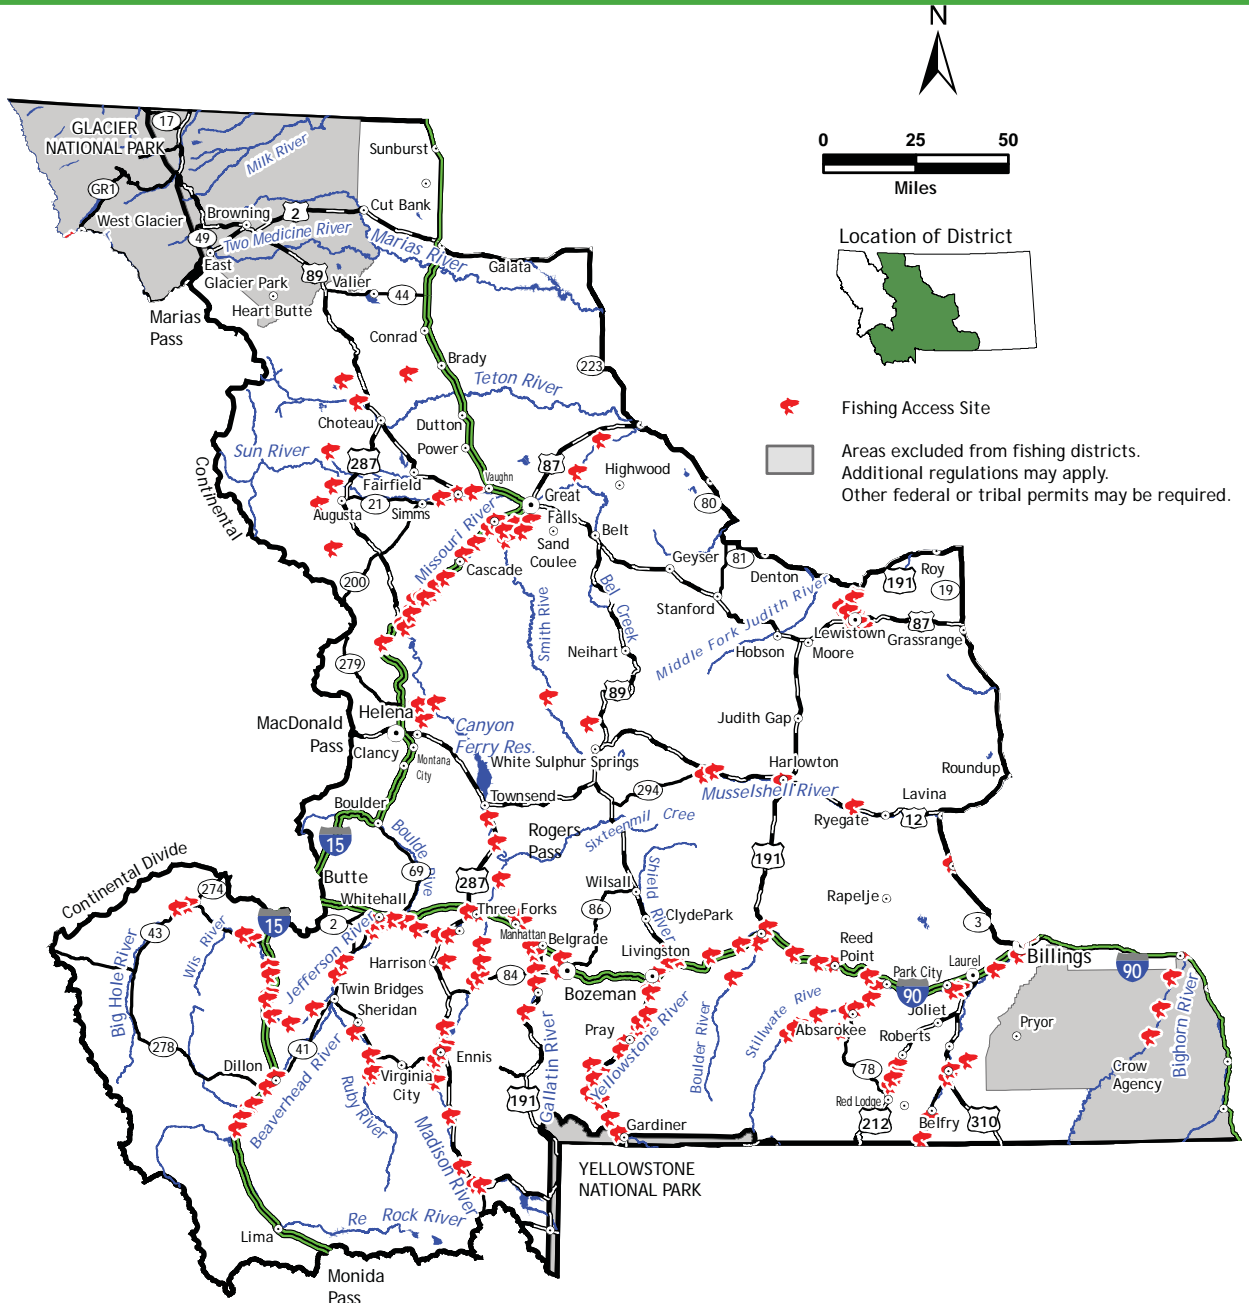 N
0 25 50
Miles
Location of District
Fishing Access Site
Areas excluded from fishing districts.
Additional regulations may apply.
Other federal or tribal permits may be required.
GLACIER
NATIONAL PARK
17
Milk River
Sunburst
GR1
West Glacier
Browning
2
Cut Bank
49
Two Medicine River
Marias River
East
Glacier Park
89
Valier
44
Galata
Heart Butte
Marias
Pass
Conrad
223
Brady
Teton River
Choteau
Dutton
Sun River
Power
Continental
287
87
Highwood
Vaughn
Fairfield
Great
Falls
80
21
Augusta
Simms
Missouri River
Belt
Sand
Coulee
Geyser
81
Cascade
Denton
191
Roy
200
19
Bel Creek
Stanford
Middle Fork Judith River
Smith Rive
Lewistown
87
Grassrange
Neihart
Hobson
Moore
279
89
Helena
Judith Gap
MacDonald
Pass
Canyon
Ferry Res.
Clancy
Montana
City
White Sulphur Springs
Harlowton
Roundup
Townsend
294
Musselshell River
Lavina
Boulder
Ryegate
12
15
Boulde
Rive
Rogers
Pass
Sixteenmil Cree
Continental Divide
191
69
Shield River
Butte
287
Wilsall
274
Whitehall
Rapelje
Three Forks
86
ClydePark
15
2
3
43
Wis River
Jefferson River
Manhattan
Belgrade
Reed
Point
Livingston
Billings
Big Hole River
Harrison
84
Park City
Laurel
90
Bozeman
90
Twin Bridges
Sheridan
Joliet
Stillwate Rive
Absarokee
Pryor
Bighorn River
Pray
Yellowstone River
Boulder River
Roberts
278
41
Gallatin River
Ennis
Dillon
78
Crow
Agency
Beaverhead River
Virginia
City
Ruby River
191
Red Lodge
Madison River
Gardiner
212
Belfry
310
YELLOWSTONE
NATIONAL PARK
Re Rock River
Lima
Monida
Pass